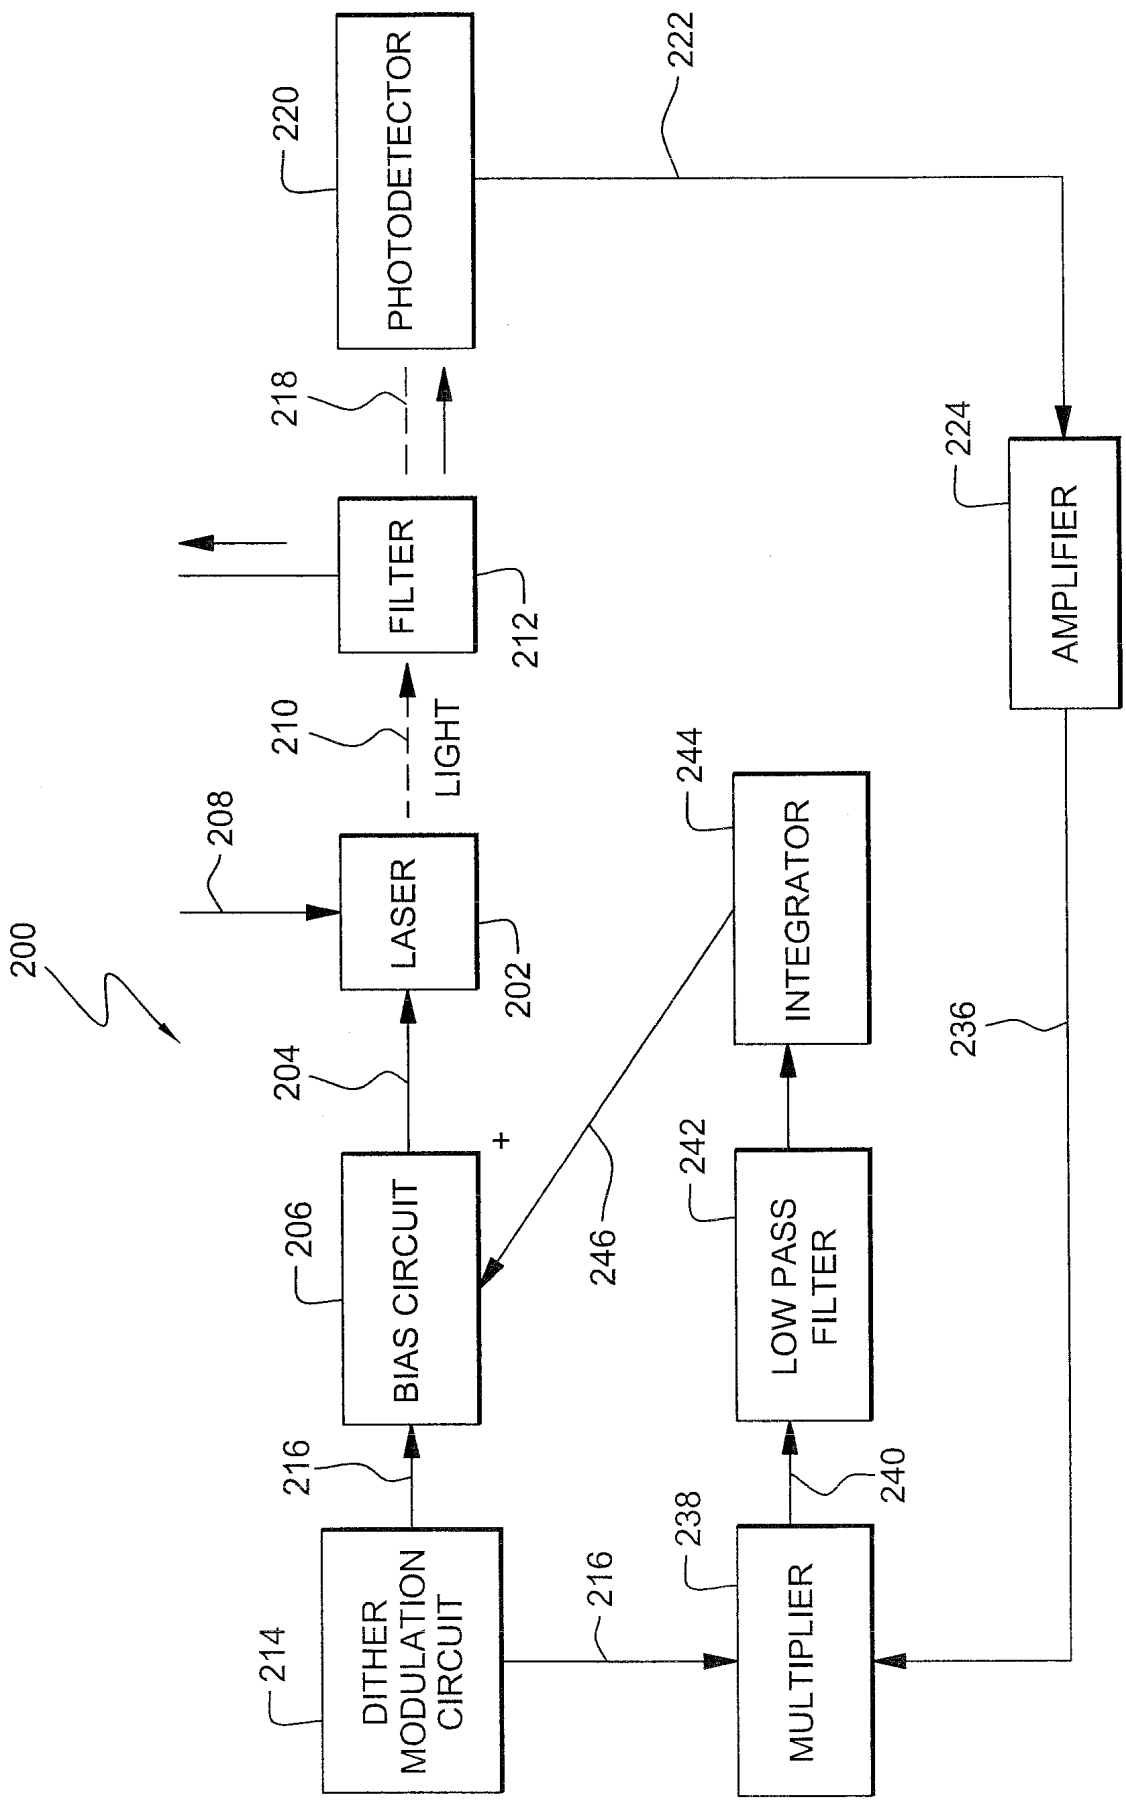 200
208
220
PHOTODETECTOR
218
222
FILTER
212
210
LIGHT
LASER
202
204
206
BIAS CIRCUIT
+
216
214
DITHER
MODULATION
CIRCUIT
216
246
224
AMPLIFIER
244
INTEGRATOR
242
LOW PASS
FILTER
240
238
MULTIPLIER
236